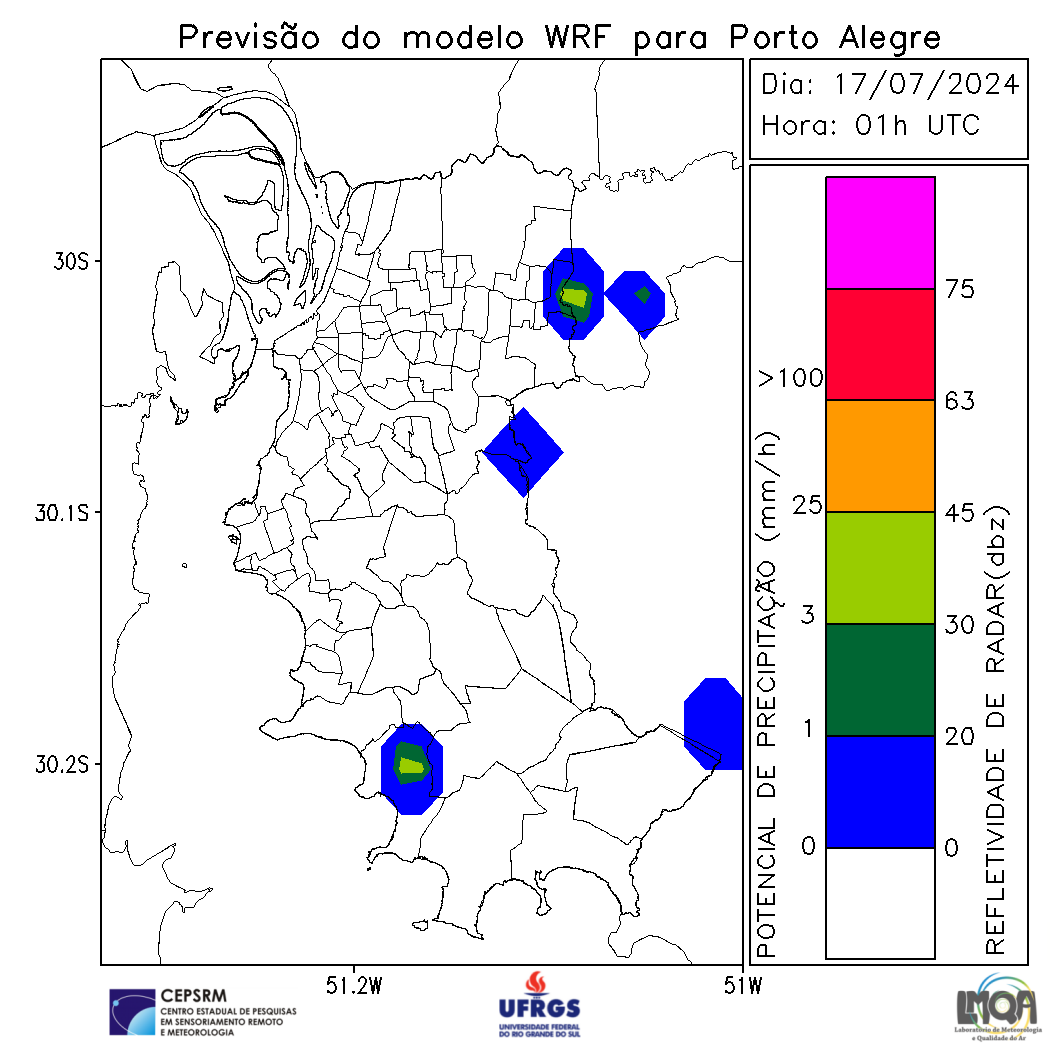 Previsão do modelo WRF para Porto Alegre
Dia: 17/07/2024
Hora: 01h UTC
30S
30.1S
30.2S
51.2W
51W
POTENCIAL DE PRECIPITAÇÃO (mm/h)
>100
25
3
1
0
75
63
45
30
20
0
REFLETIVIDADE DE RADAR(dbz)
CEPSRM
CENTRO ESTADUAL DE PESQUISAS
EM SENSORIAMENTO REMOTO
E METEOROLOGIA
UFRGS
UNIVERSIDADE FEDERAL
DO RIO GRANDE DO SUL
LMQA
Laboratório de Meteorologia
e Qualidade do Ar